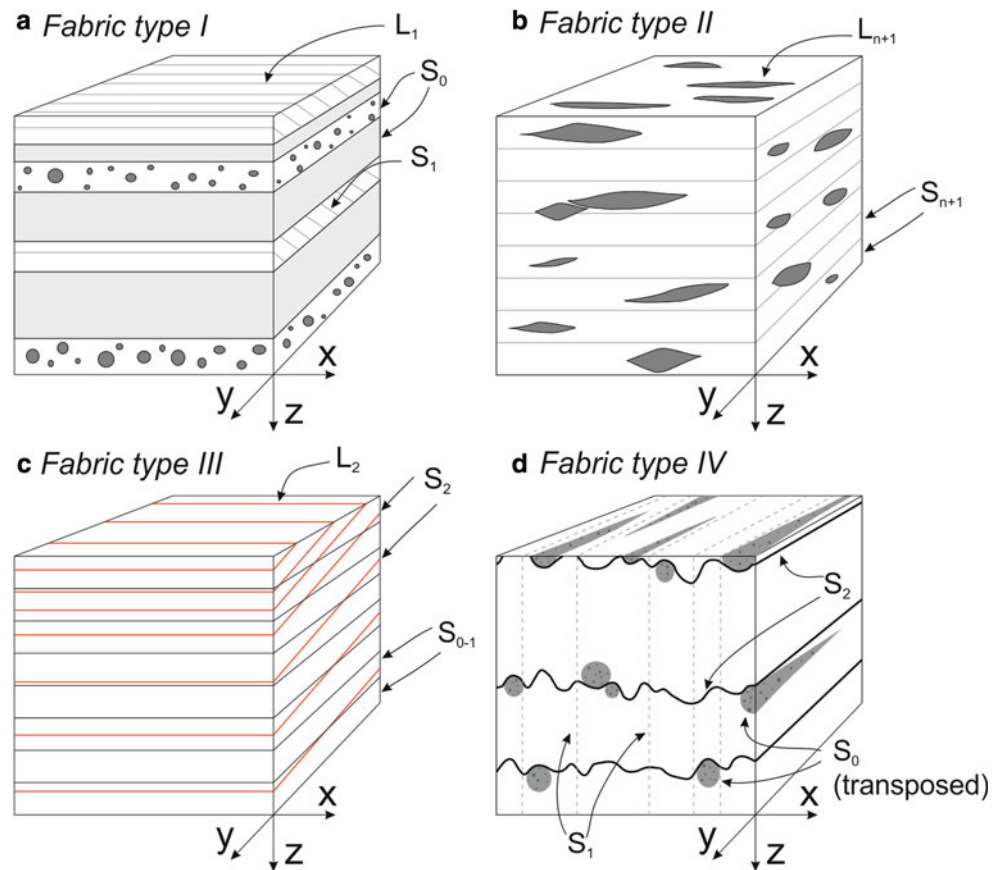 a Fabric type I
L₁
S₀
S₁
x
y
z
b Fabric type II
Lₙ₊₁
Sₙ₊₁
x
y
z
c Fabric type III
L₂
S₂
S₀₋₁
x
y
z
d Fabric type IV
S₂
S₀
(transposed)
S₁
x
y
z